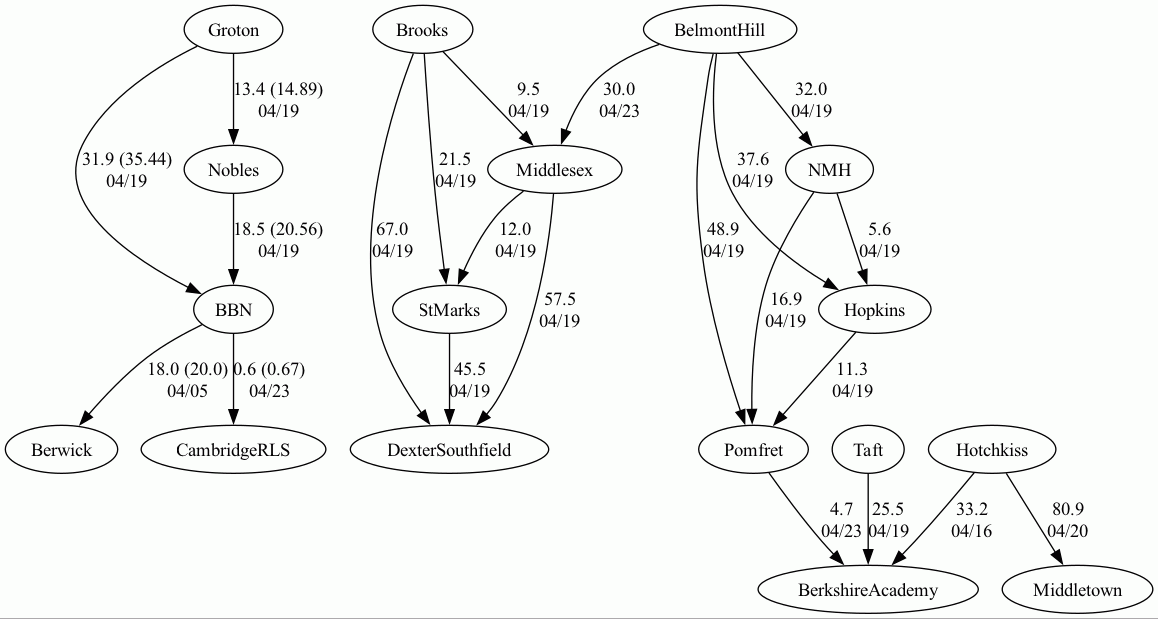 Groton
Brooks
BelmontHill
13.4 (14.89)
04/19
9.5
04/19
30.0
04/23
32.0
04/19
31.9 (35.44)
04/19
Nobles
21.5
04/19
Middlesex
37.6
04/19
NMH
18.5 (20.56)
04/19
67.0
04/19
12.0
04/19
48.9
04/19
5.6
04/19
BBN
StMarks
57.5
04/19
16.9
04/19
Hopkins
18.0 (20.0)
04/05
0.6 (0.67)
04/23
45.5
04/19
11.3
04/19
Berwick
CambridgeRLS
DexterSouthfield
Pomfret
Taft
Hotchkiss
4.7
04/23
25.5
04/19
33.2
04/16
80.9
04/20
BerkshireAcademy
Middletown